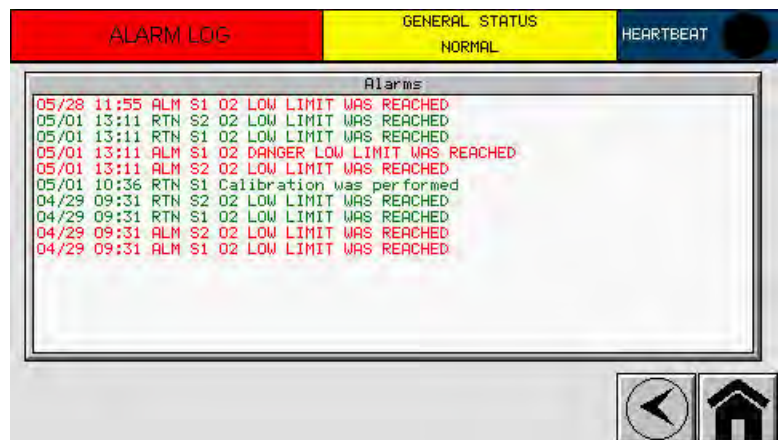 ALARM LOG
GENERAL STATUS
NORMAL
HEARTBEAT
Alarms
05/28 11:55 ALM S1 O2 LOW LIMIT WAS REACHED
05/01 13:11 RTN S2 O2 LOW LIMIT WAS REACHED
05/01 13:11 RTN S1 O2 LOW LIMIT WAS REACHED
05/01 13:11 ALM S1 O2 DANGER LOW LIMIT WAS REACHED
05/01 13:11 ALM S2 O2 LOW LIMIT WAS REACHED
05/01 10:36 RTN S1 Calibration was performed
04/29 09:31 RTN S2 O2 LOW LIMIT WAS REACHED
04/29 09:31 RTN S1 O2 LOW LIMIT WAS REACHED
04/29 09:31 ALM S2 O2 LOW LIMIT WAS REACHED
04/29 09:31 ALM S1 O2 LOW LIMIT WAS REACHED